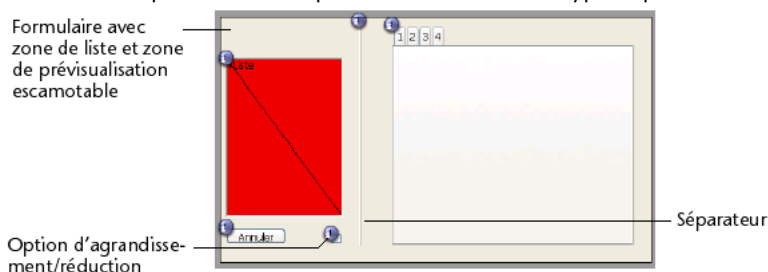 Formulaire avec
zone de liste et zone
de prévisualisation
escamotable
1 2 3 4
Liste
Annuler
Séparateur
Option d'agrandisse-
ment/réduction